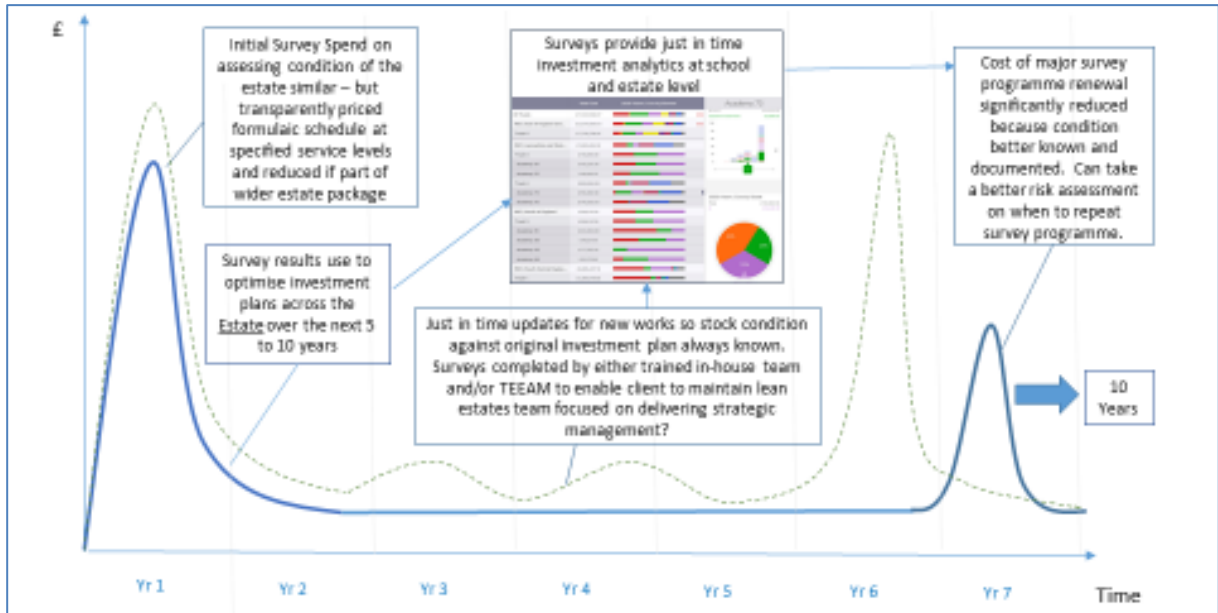 £
Initial Survey Spend on
assessing condition of the
estate similar – but
transparently priced
formulaic schedule at
specified service levels
and reduced if part of
wider estate package
Surveys provide just in time
investment analytics at school
and estate level
Cost of major survey
programme renewal
significantly reduced
because condition
better known and
documented. Can take
a better risk assessment
on when to repeat
survey programme.
Survey results use to
optimise investment
plans across the
Estate over the next 5
to 10 years
Just in time updates for new works so stock condition
against original investment plan always known.
Surveys completed by either trained in-house team
and/or TEEAM to enable client to maintain lean
estates team focused on delivering strategic
management?
10
Years
Yr 1
Yr 2
Yr 3
Yr 4
Yr 5
Yr 6
Yr 7
Time